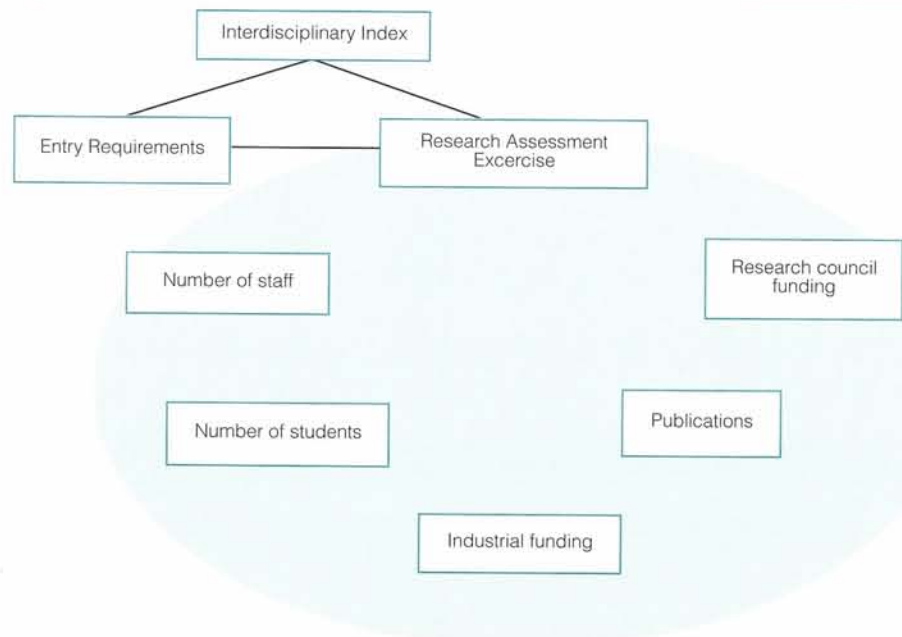 Interdisciplinary Index
Entry Requirements
Research Assessment
Excercise
Number of staff
Research council
funding
Number of students
Publications
Industrial funding